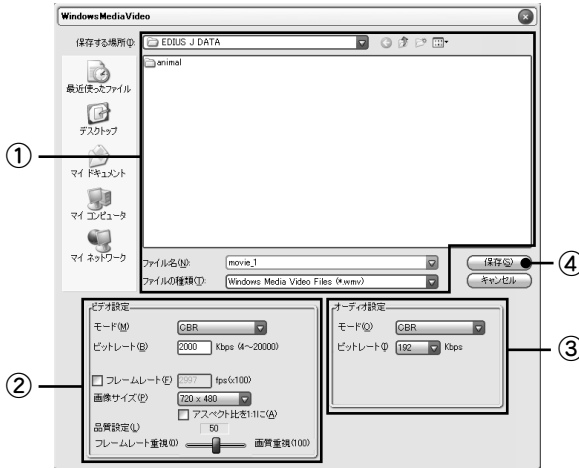 WindowsMediaVideo
保存する場所(I):
EDIUS J DATA
animal
最近使ったファイル
デスクトップ
①
マイ ドキュメント
マイ コンピュータ
マイ ネットワーク
ファイル名(N):
movie_1
保存(S)
④
ファイルの種類(T):
Windows Media Video Files (*.wmv)
キャンセル
ビデオ設定
モード(M)
CBR
ビットレート(B)
2000
Kbps (4~20000)
フレームレート(F)
2997
fps(x100)
画像サイズ(P)
720 x 480
アスペクト比を1:1に(A)
品質設定(L)
50
フレームレート重視(0)
画質重視(100)
②
オーディオ設定
モード(O)
CBR
ビットレート(I)
192
Kbps
③